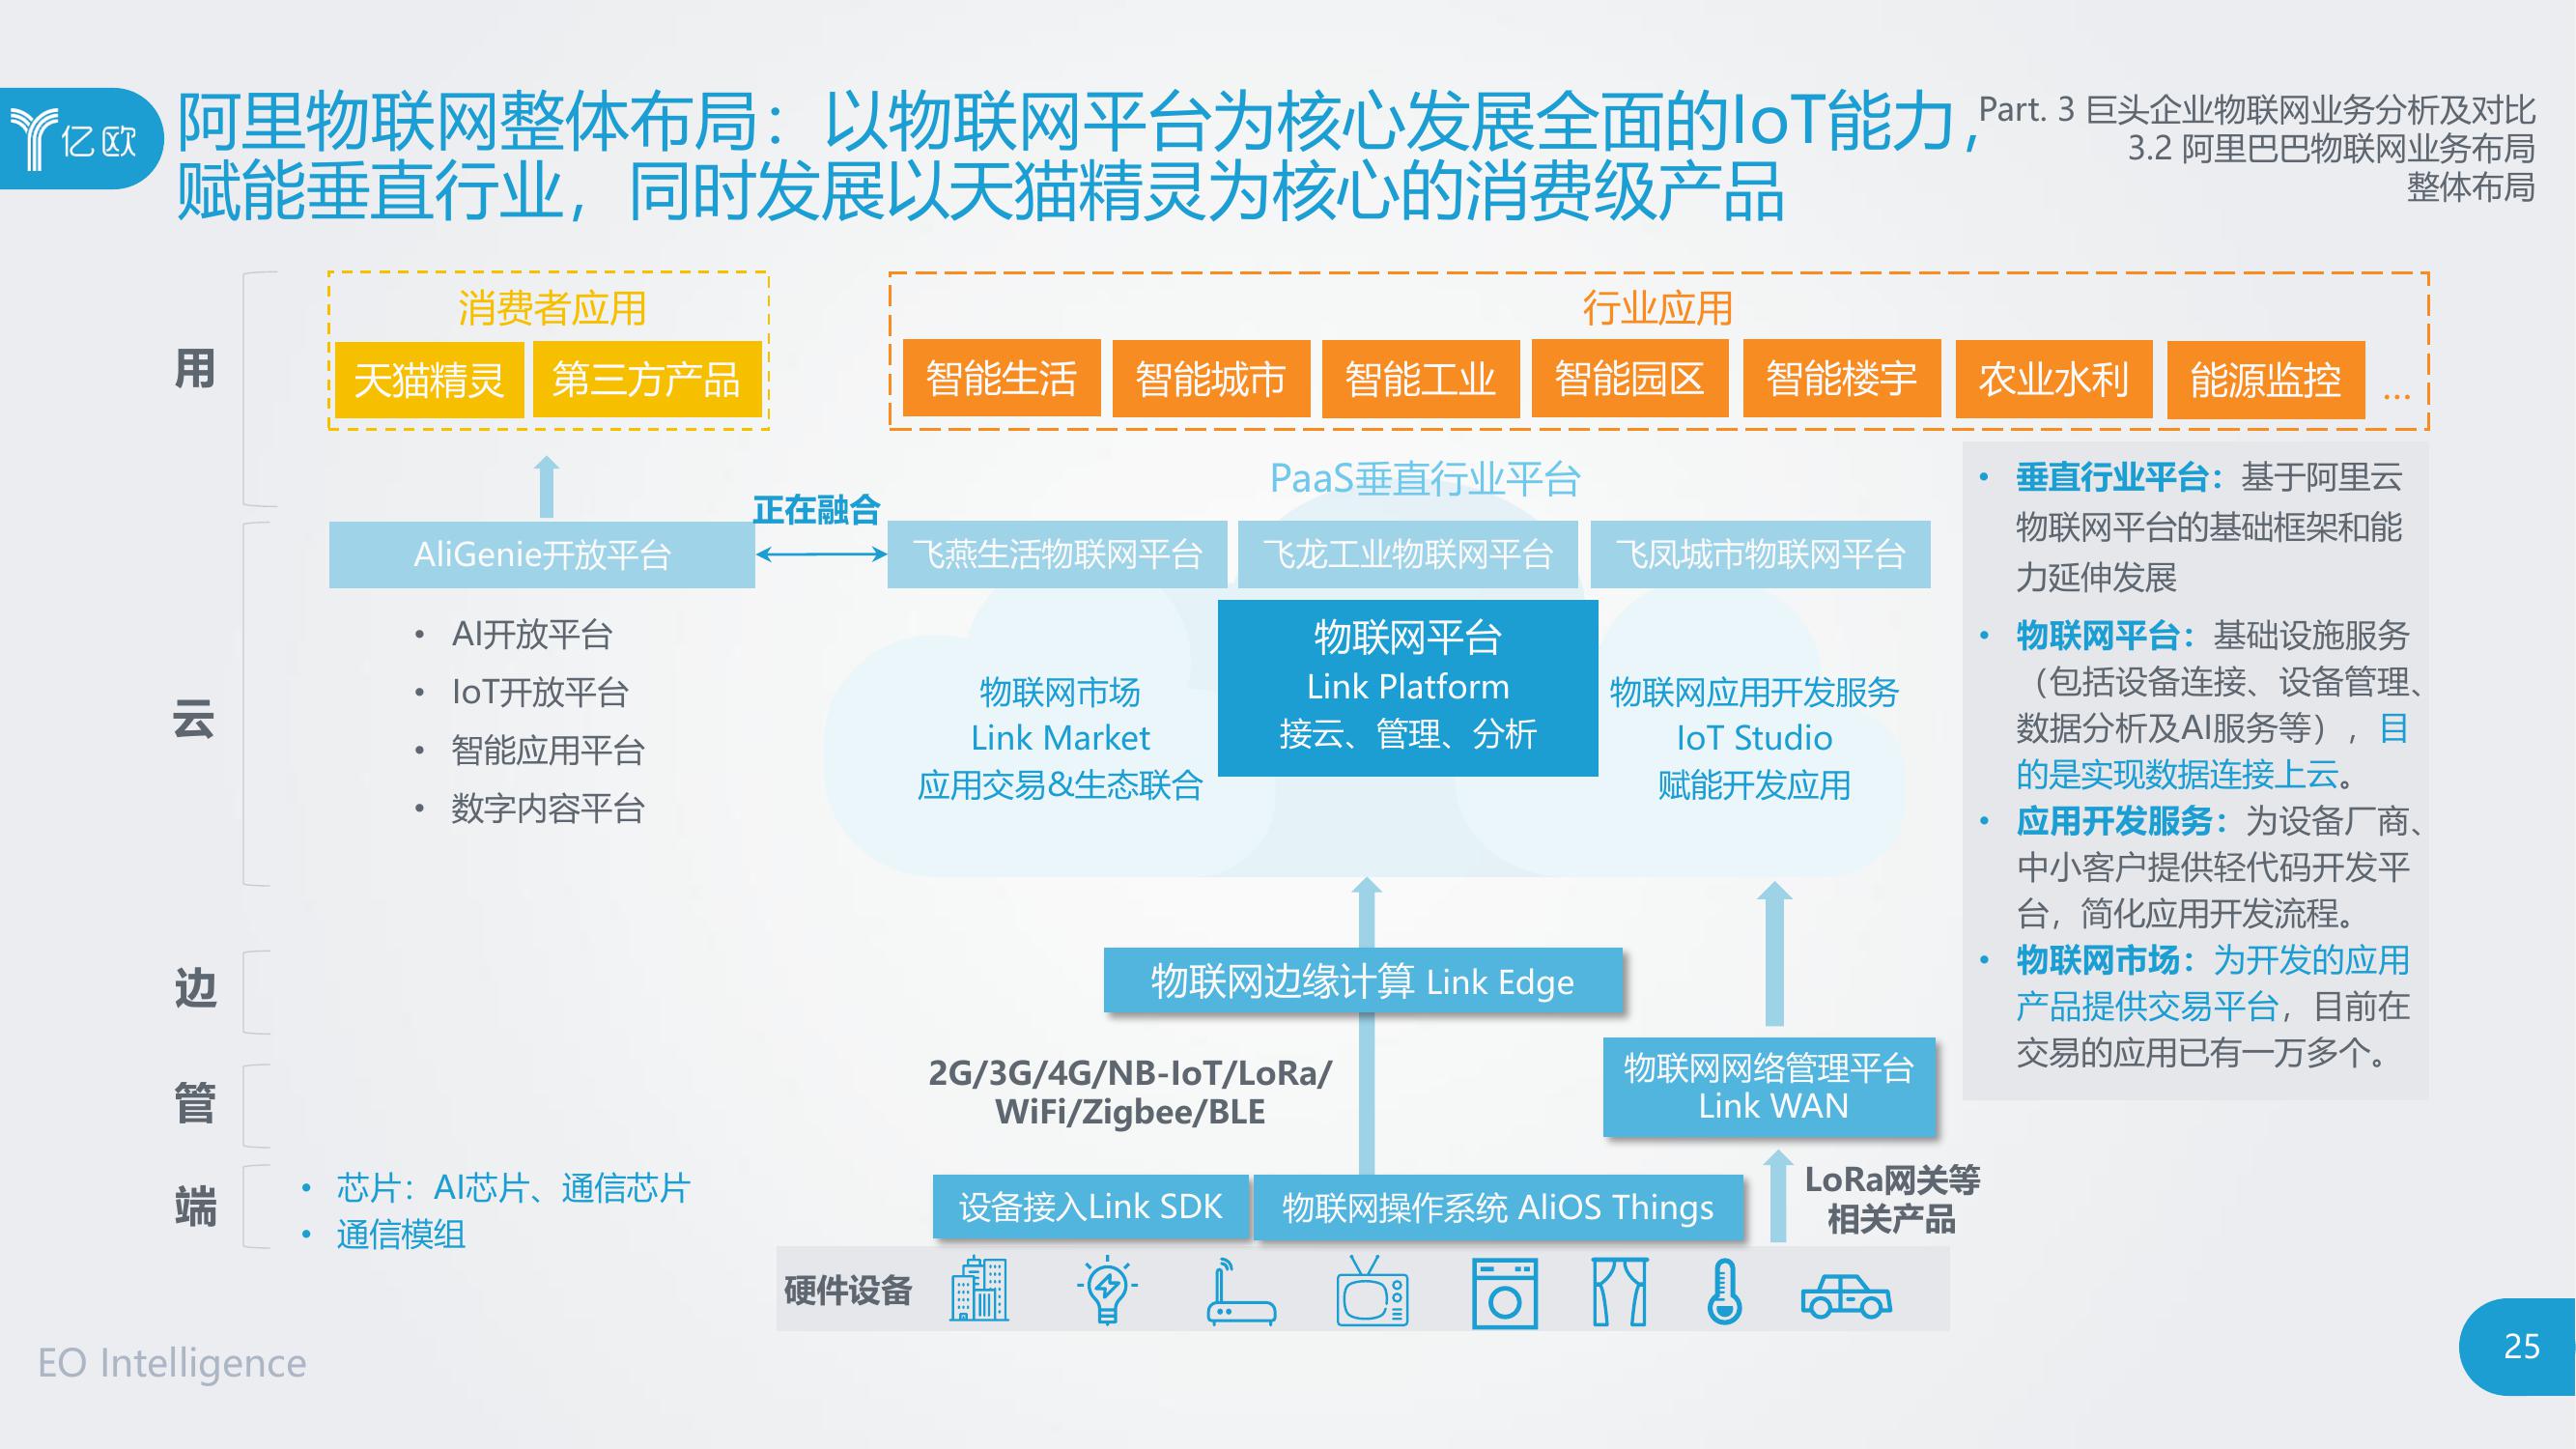 亿欧
阿里物联网整体布局：以物联网平台为核心发展全面的IoT能力，
赋能垂直行业，同时发展以天猫精灵为核心的消费级产品
Part. 3 巨头企业物联网业务分析及对比
3.2 阿里巴巴物联网业务布局
整体布局
用
消费者应用
天猫精灵
第三方产品
行业应用
智能生活
智能城市
智能工业
智能园区
智能楼宇
农业水利
能源监控
...
云
AliGenie开放平台
正在融合
PaaS垂直行业平台
飞燕生活物联网平台
飞龙工业物联网平台
飞凤城市物联网平台
• AI开放平台
• IoT开放平台
• 智能应用平台
• 数字内容平台
物联网市场
Link Market
应用交易&生态联合
物联网平台
Link Platform
接云、管理、分析
物联网应用开发服务
IoT Studio
赋能开发应用
• 垂直行业平台：基于阿里云
物联网平台的基础框架和能
力延伸发展
• 物联网平台：基础设施服务
（包括设备连接、设备管理、
数据分析及AI服务等），目
的是实现数据连接上云。
• 应用开发服务：为设备厂商、
中小客户提供轻代码开发平
台，简化应用开发流程。
• 物联网市场：为开发的应用
产品提供交易平台，目前在
交易的应用已有一万多个。
边
物联网边缘计算 Link Edge
管
2G/3G/4G/NB-IoT/LoRa/
WiFi/Zigbee/BLE
物联网网络管理平台
Link WAN
端
• 芯片：AI芯片、通信芯片
• 通信模组
设备接入Link SDK
物联网操作系统 AliOS Things
LoRa网关等
相关产品
硬件设备
EO Intelligence
25